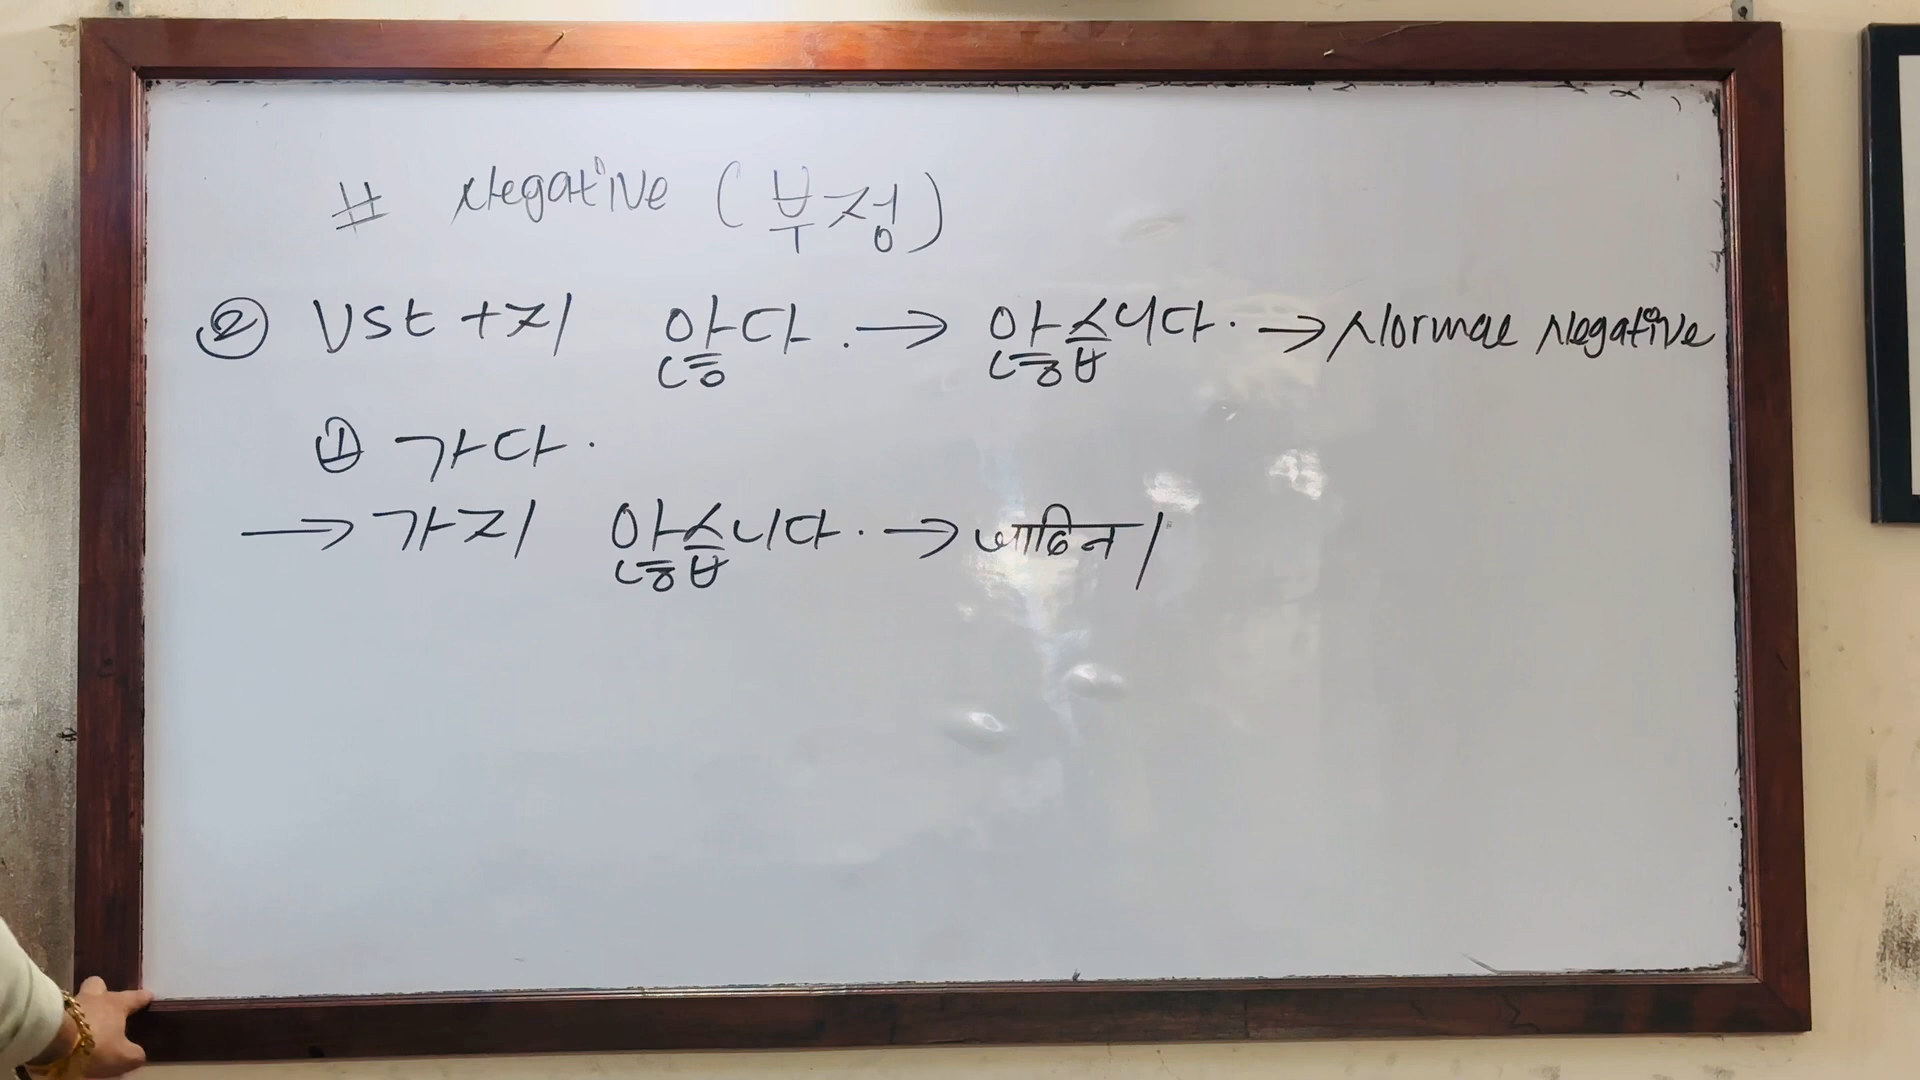 # Negative (부정)
② Vst +지 않다. → 않습니다. → Normal Negative
① 가다.
→ 가지 않습니다. → जादिन।